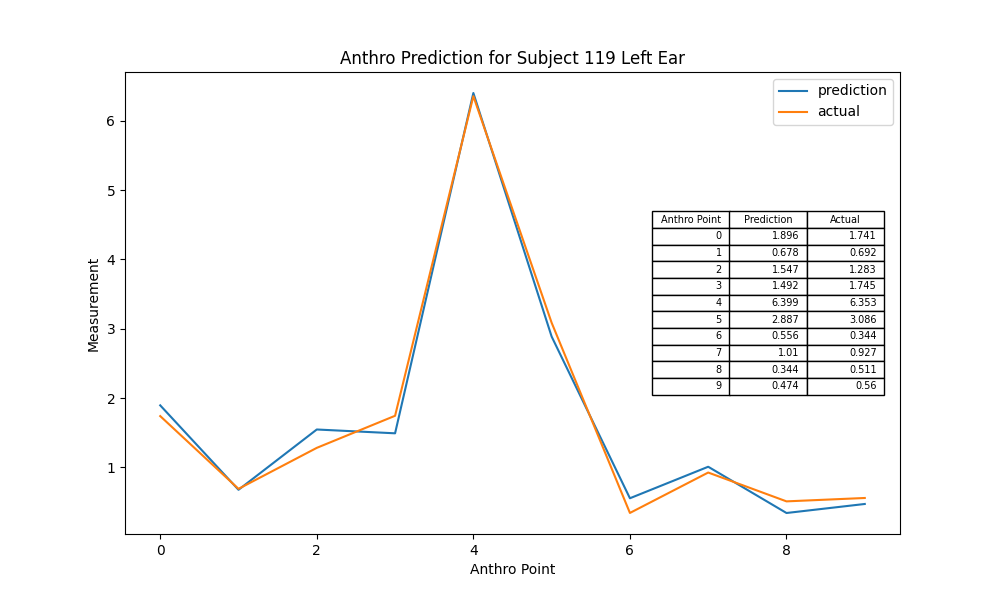 Anthro Prediction for Subject 119 Left Ear
prediction
actual
Measurement
6
5
4
3
2
1
Anthro Point Prediction Actual
0 1.896 1.741
1 0.678 0.692
2 1.547 1.283
3 1.492 1.745
4 6.399 6.353
5 2.887 3.086
6 0.556 0.344
7 1.01 0.927
8 0.344 0.511
9 0.474 0.56
0 2 4 6 8
Anthro Point